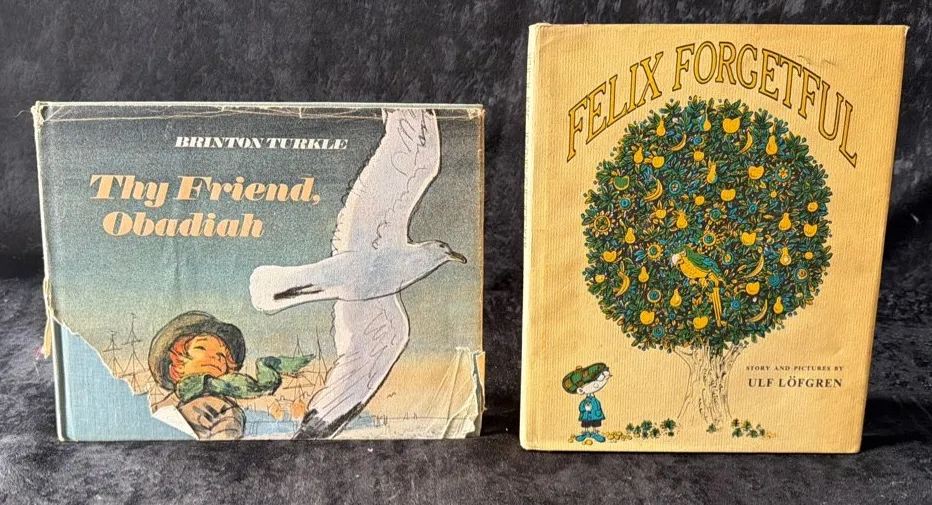 BRINTON TURKLE
Thy Friend,
Obadiah
FELIX FORGETFUL
STORY AND PICTURES BY
ULF LÖFGREN